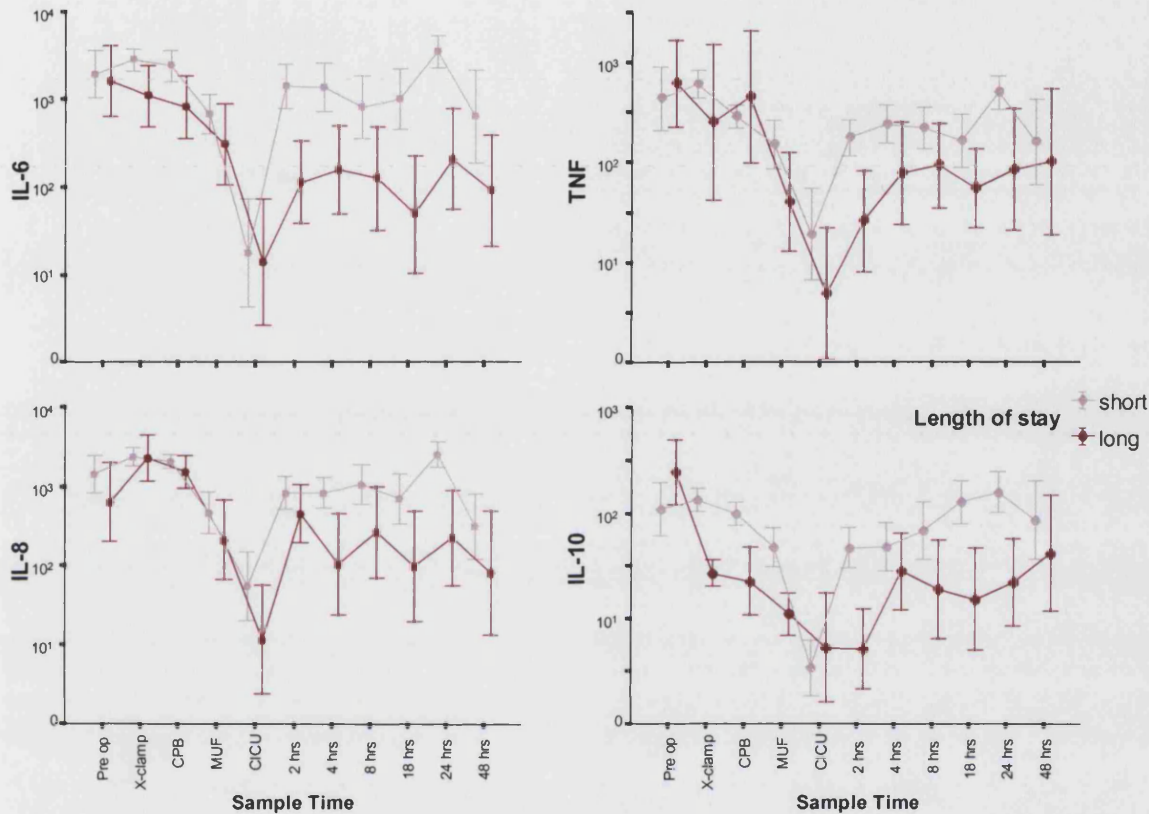 IL-6
10⁴
10³
10²
10¹
0
TNF
10³
10²
10¹
0
IL-8
10⁴
10³
10²
10¹
0
Pre op
X-clamp
CPB
MUF
CICU
2 hrs
4 hrs
8 hrs
18 hrs
24 hrs
48 hrs
Sample Time
IL-10
10³
10²
10¹
0
Length of stay
short
long
Pre op
X-clamp
CPB
MUF
CICU
2 hrs
4 hrs
8 hrs
18 hrs
24 hrs
48 hrs
Sample Time